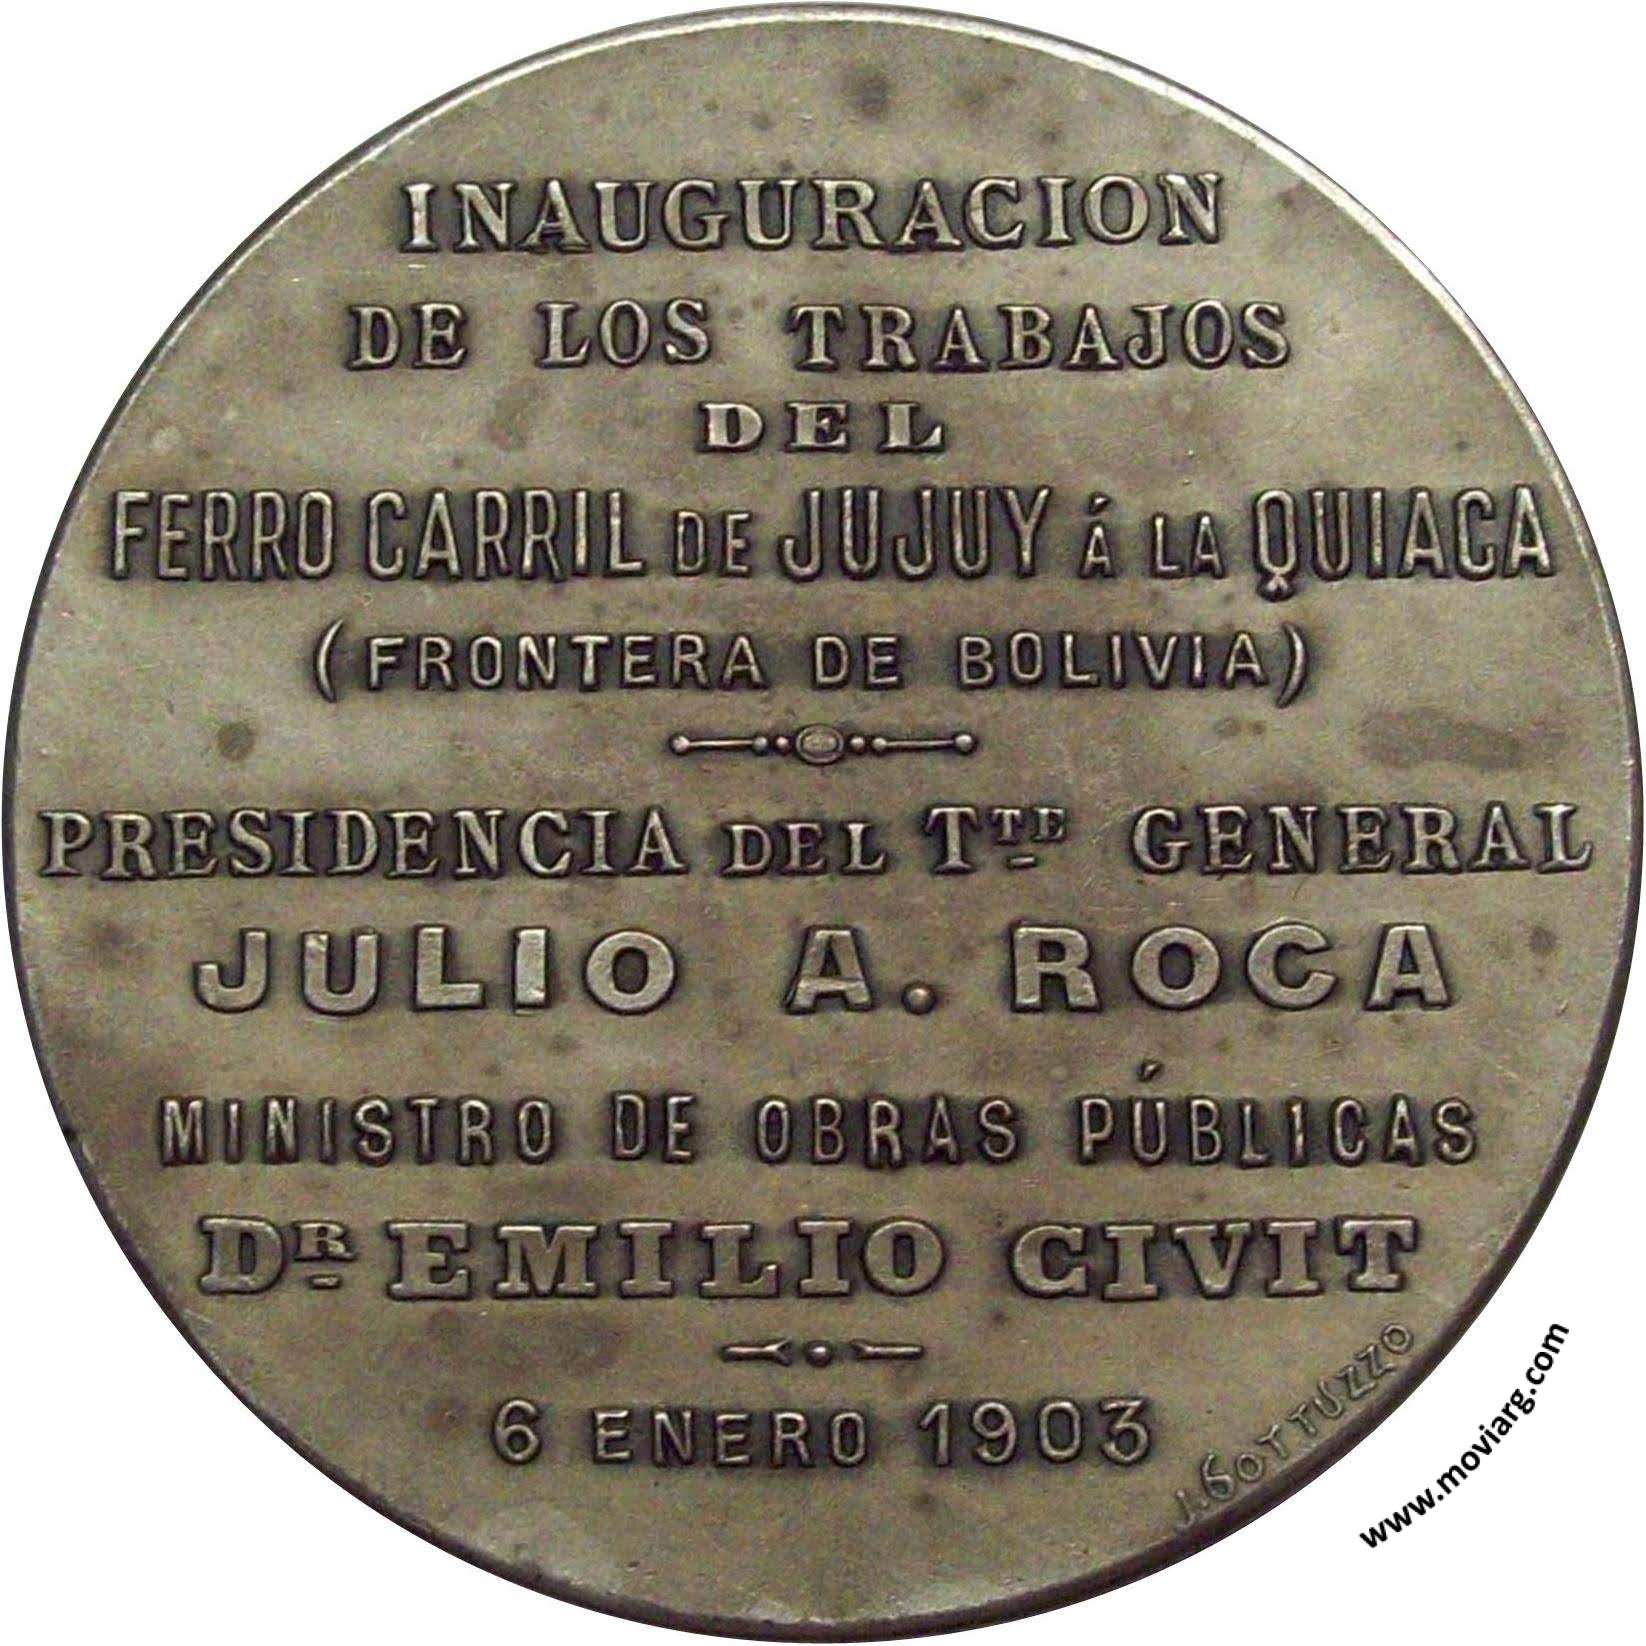 INAUGURACION
DE LOS TRABAJOS
DEL
FERRO CARRIL DE JUJUY Á LA QUIACA
(FRONTERA DE BOLIVIA)
PRESIDENCIA DEL TTE GENERAL
JULIO A. ROCA
MINISTRO DE OBRAS PÚBLICAS
DR EMILIO CIVIT
6 ENERO 1903
J. GOTTUZZO
www.moviarg.com